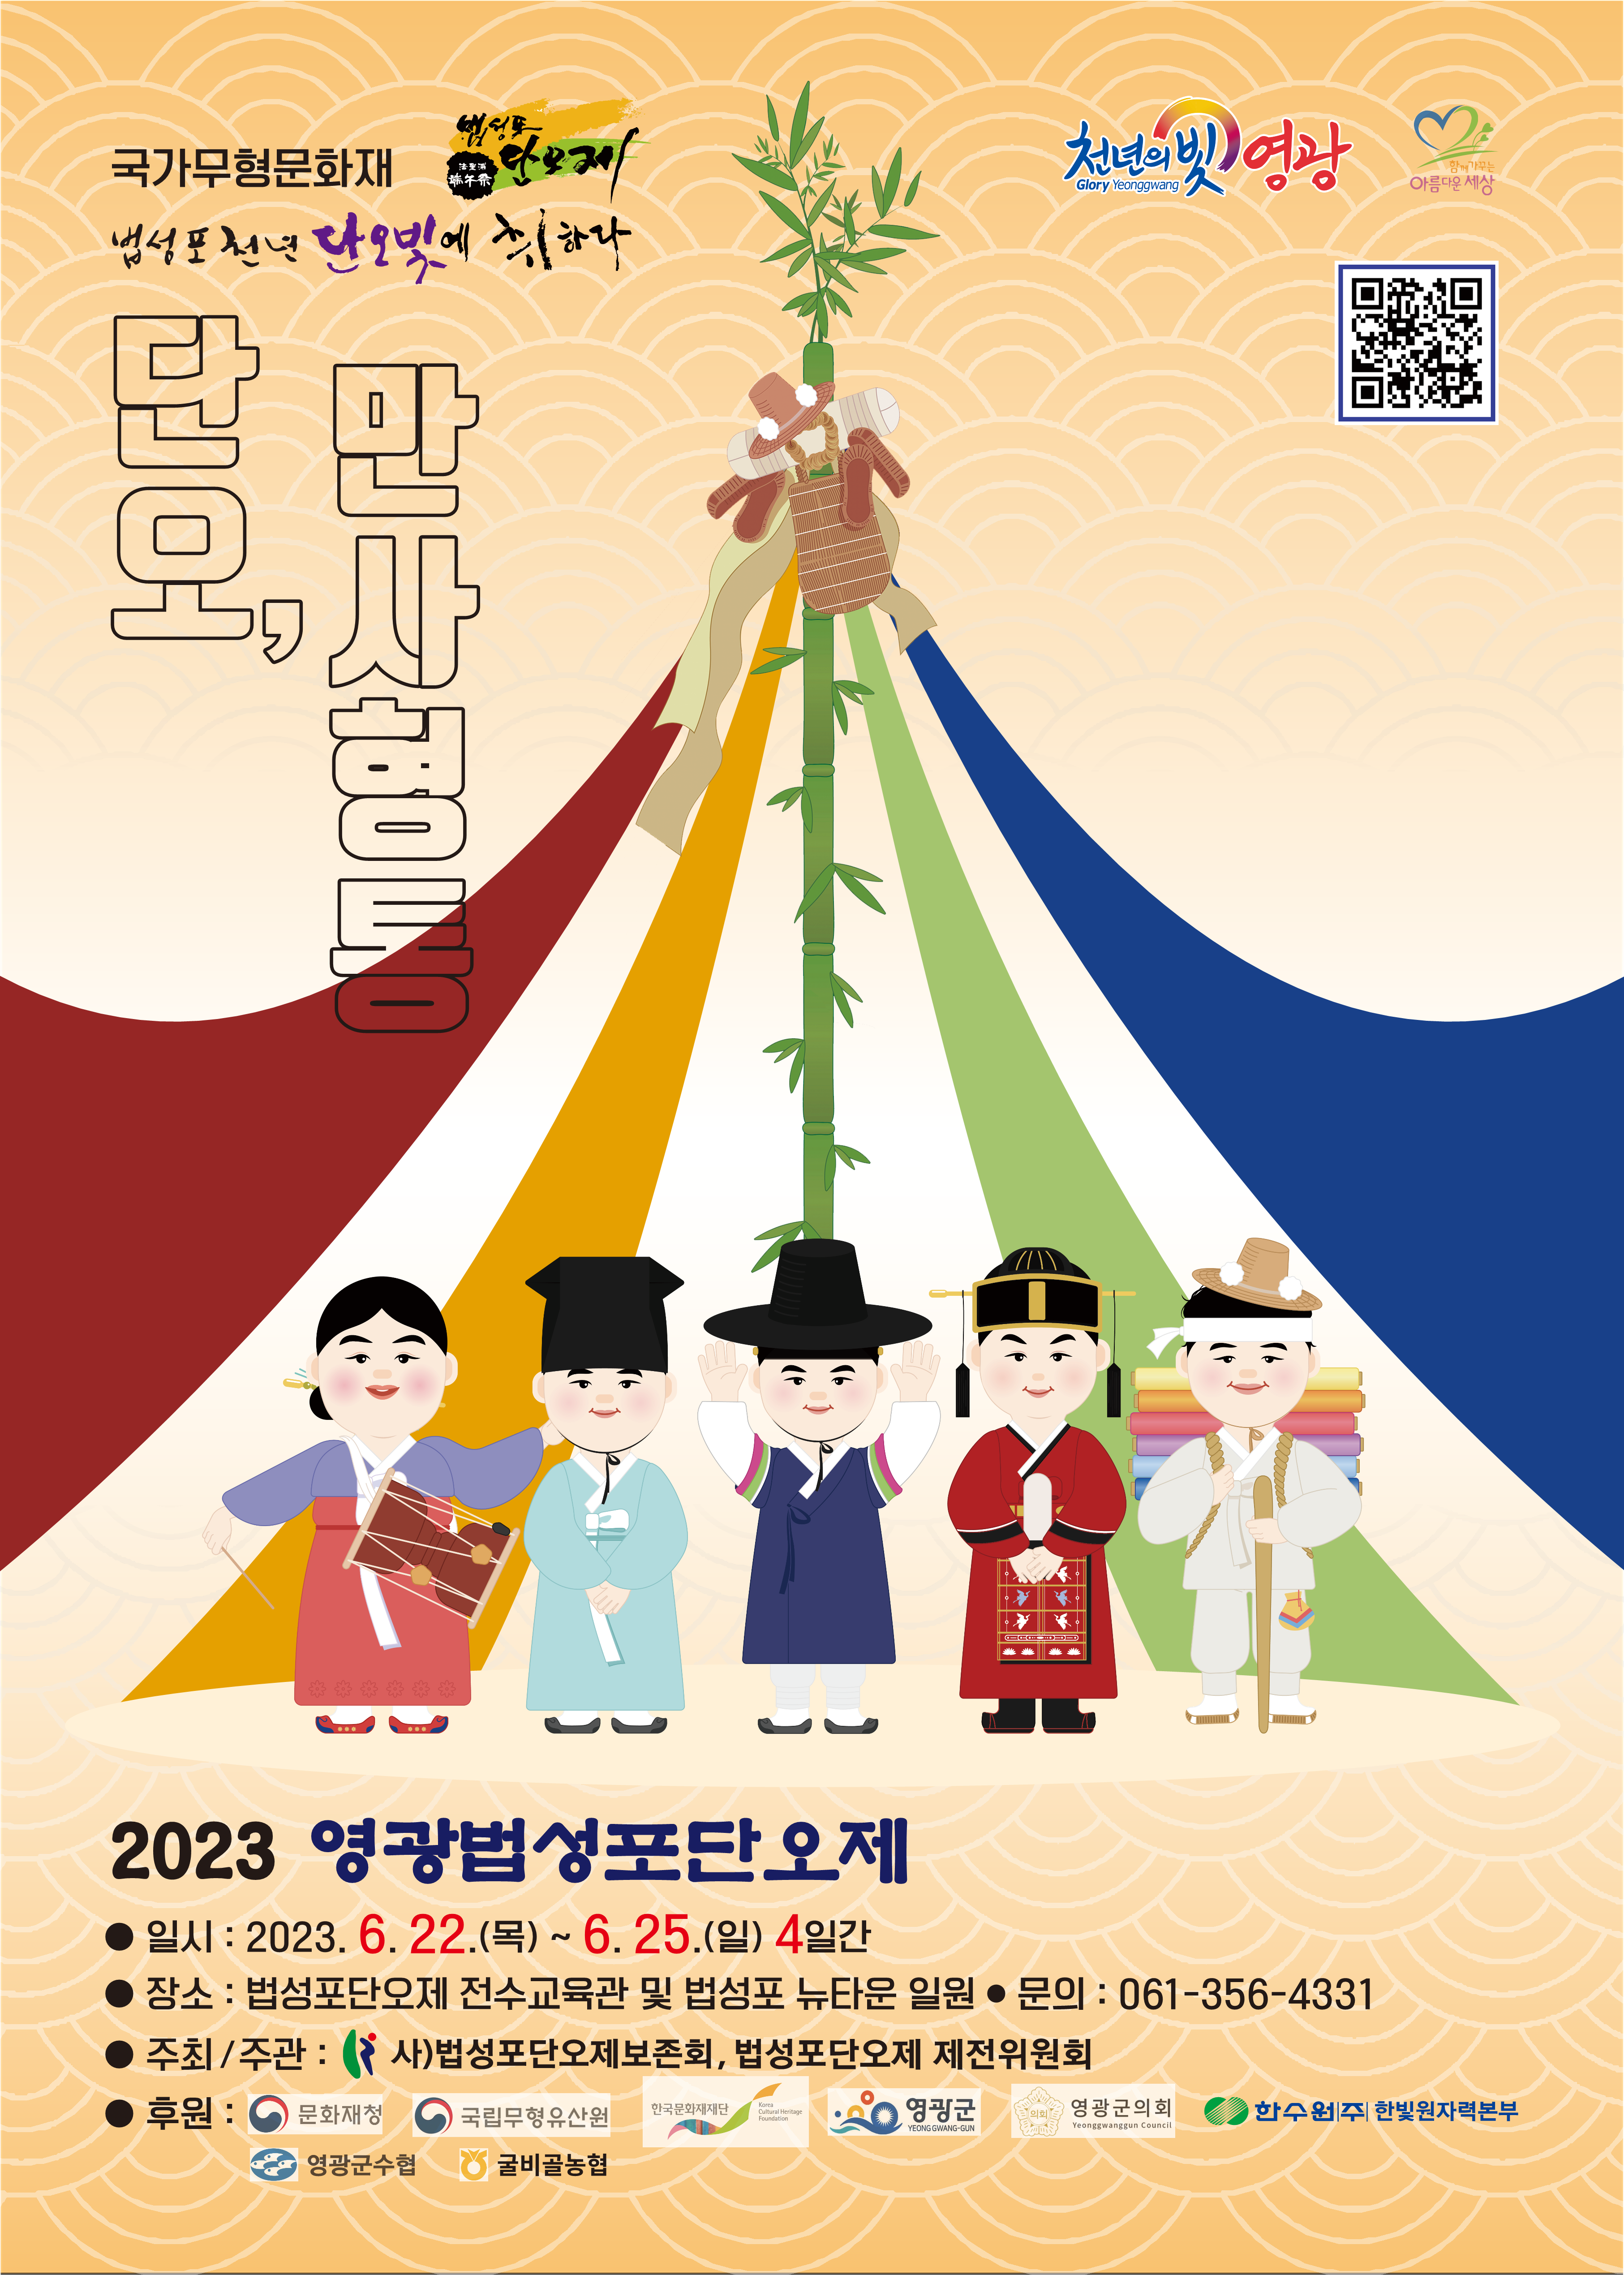 국가무형문화재
법성포
단오제
法聖浦
端午祭
법성포 천년 단오빛에 취하다
천년의 빛 영광
Glory Yeonggwang
함께 가꾸는
아름다운 세상
단오,
만사형통
2023 영광법성포단오제
● 일시 : 2023. 6. 22.(목) ~ 6. 25.(일) 4일간
● 장소 : 법성포단오제 전수교육관 및 법성포 뉴타운 일원 ● 문의 : 061-356-4331
● 주최/주관 : 사)법성포단오제보존회, 법성포단오제 제전위원회
● 후원 : 문화재청 국립무형유산원 한국문화재재단 Korea Cultural Heritage Foundation 영광군 YEONGGWANG-GUN 의회 영광군의회 Yeonggwanggun Council 한수원(주) 한빛원자력본부
영광군수협 굴비골농협